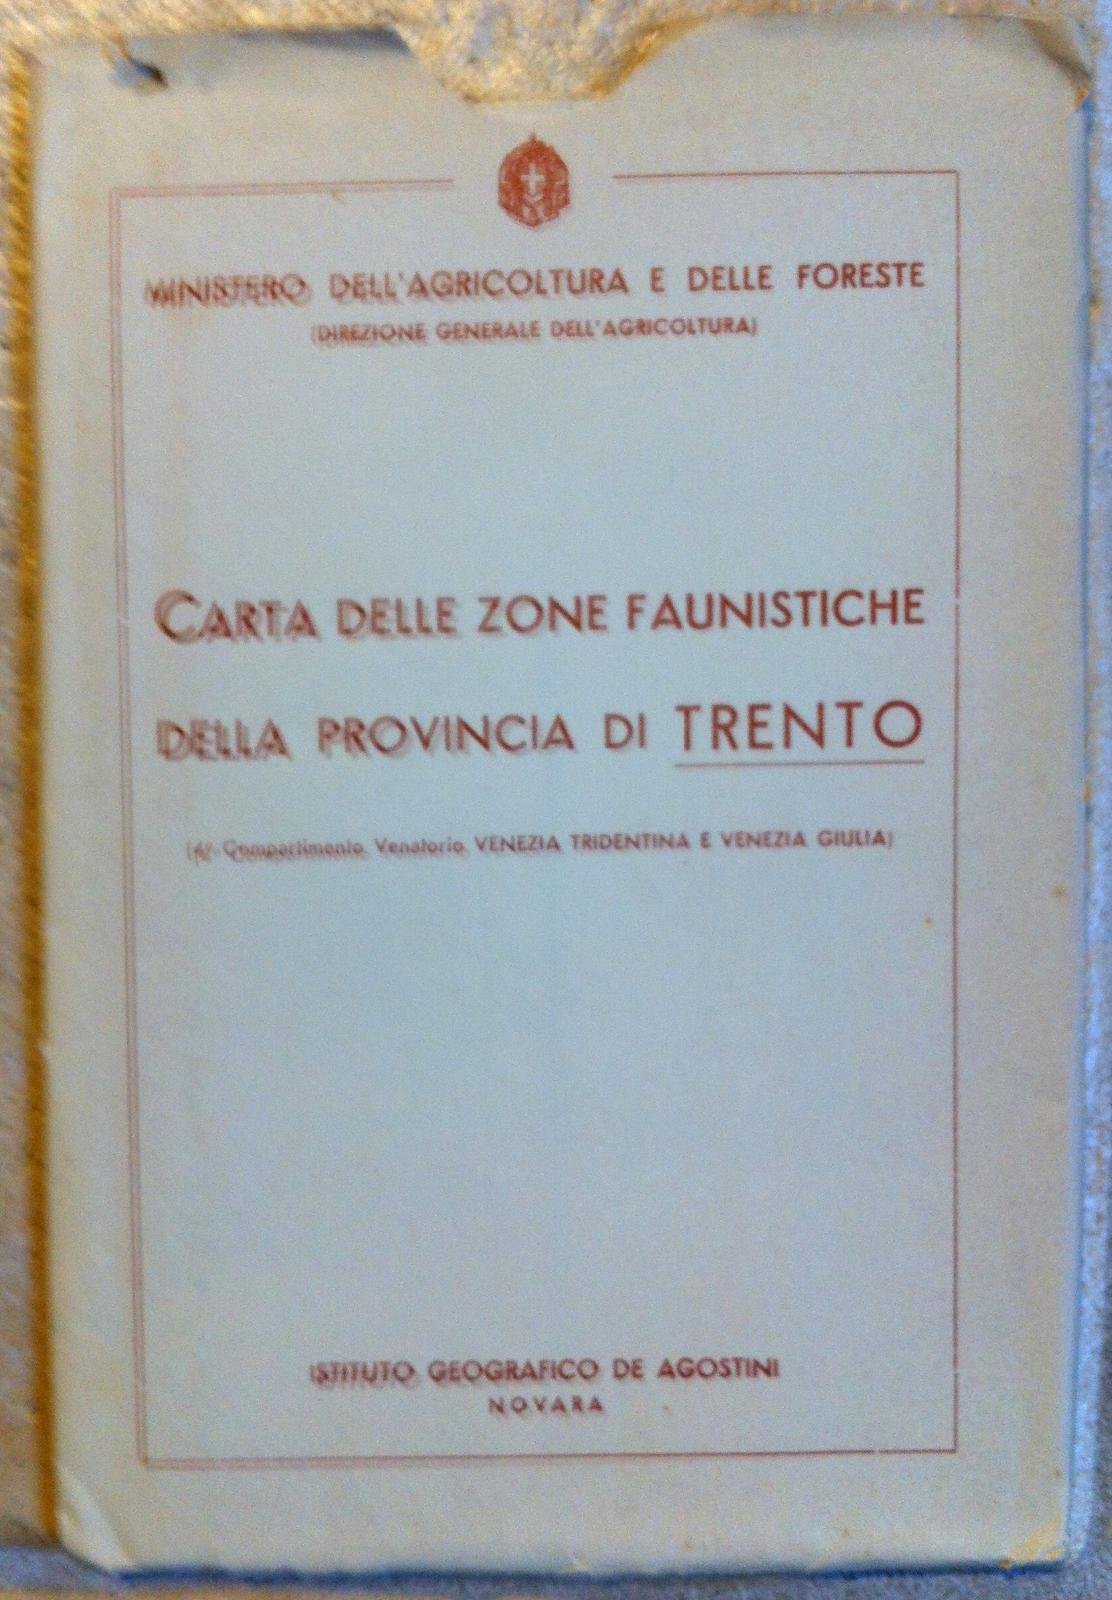 MINISTERO DELL'AGRICOLTURA E DELLE FORESTE
(DIREZIONE GENERALE DELL'AGRICOLTURA)
CARTA DELLE ZONE FAUNISTICHE
DELLA PROVINCIA DI TRENTO
Compartimento Venatorio VENEZIA TRIDENTINA E VENEZIA GIULIA)
ISTITUTO GEOGRAFICO DE AGOSTINI
NOVARA